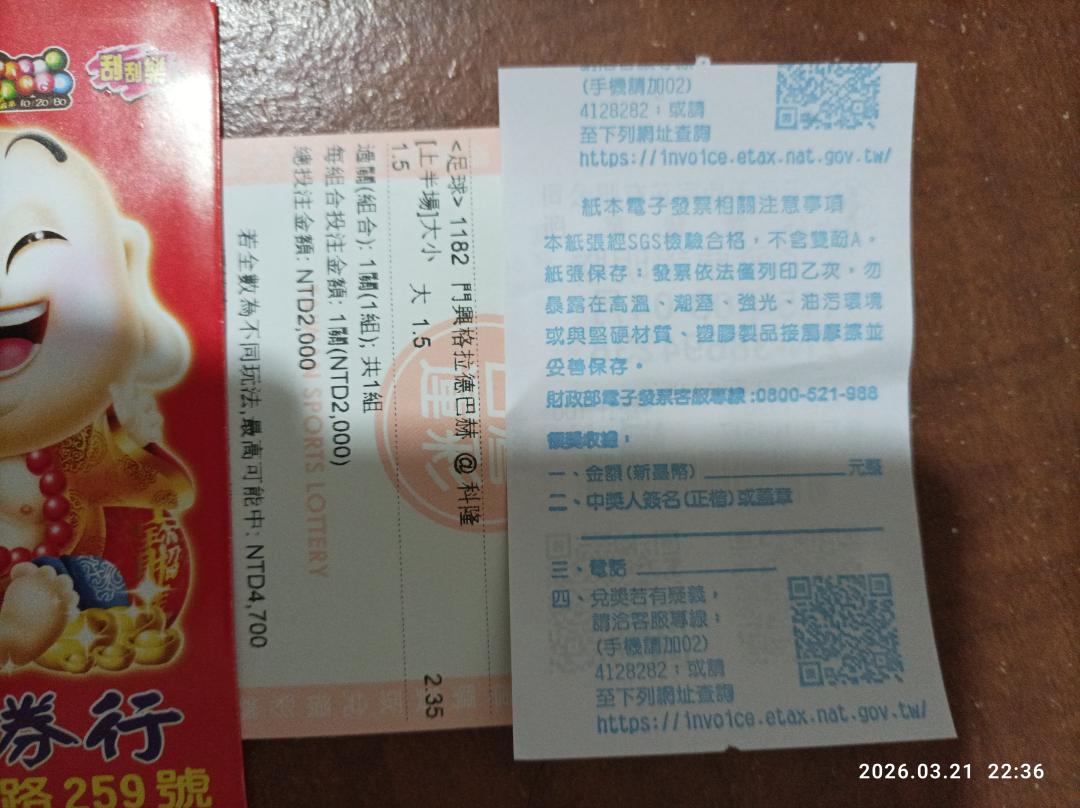 10 20 80
券行
路259號
<足球> 1182 門興格拉德巴赫 @ 科隆
[上半場]大小 大 1.5 2.35
1.5
過關(組合): 1關(1組); 共1組
每組合投注金額: 1關(NTD2,000)
總投注金額: NTD2,000
若全數為不同玩法,最高可能中: NTD4,700
SPORTS LOTTERY
運彩
(手機請加02)
4128282;或請
至下列網址查詢
https://invoice.etax.nat.gov.tw/
紙本電子發票相關注意事項
本紙張經SGS檢驗合格,不含雙酚A。
紙張保存:發票依法僅列印乙次,勿
暴露在高溫、潮溼、強光、油污環境
或與堅硬材質、塑膠製品接觸摩擦並
妥善保存。
財政部電子發票客服專線:0800-521-988
領獎收據:
一、金額(新臺幣)元整
二、中獎人簽名(正楷)或蓋章
三、電話
四、兌獎若有疑義,
請洽客服專線:
(手機請加02)
4128282;或請
至下列網址查詢
https://invoice.etax.nat.gov.tw/
2026.03.21 22:36